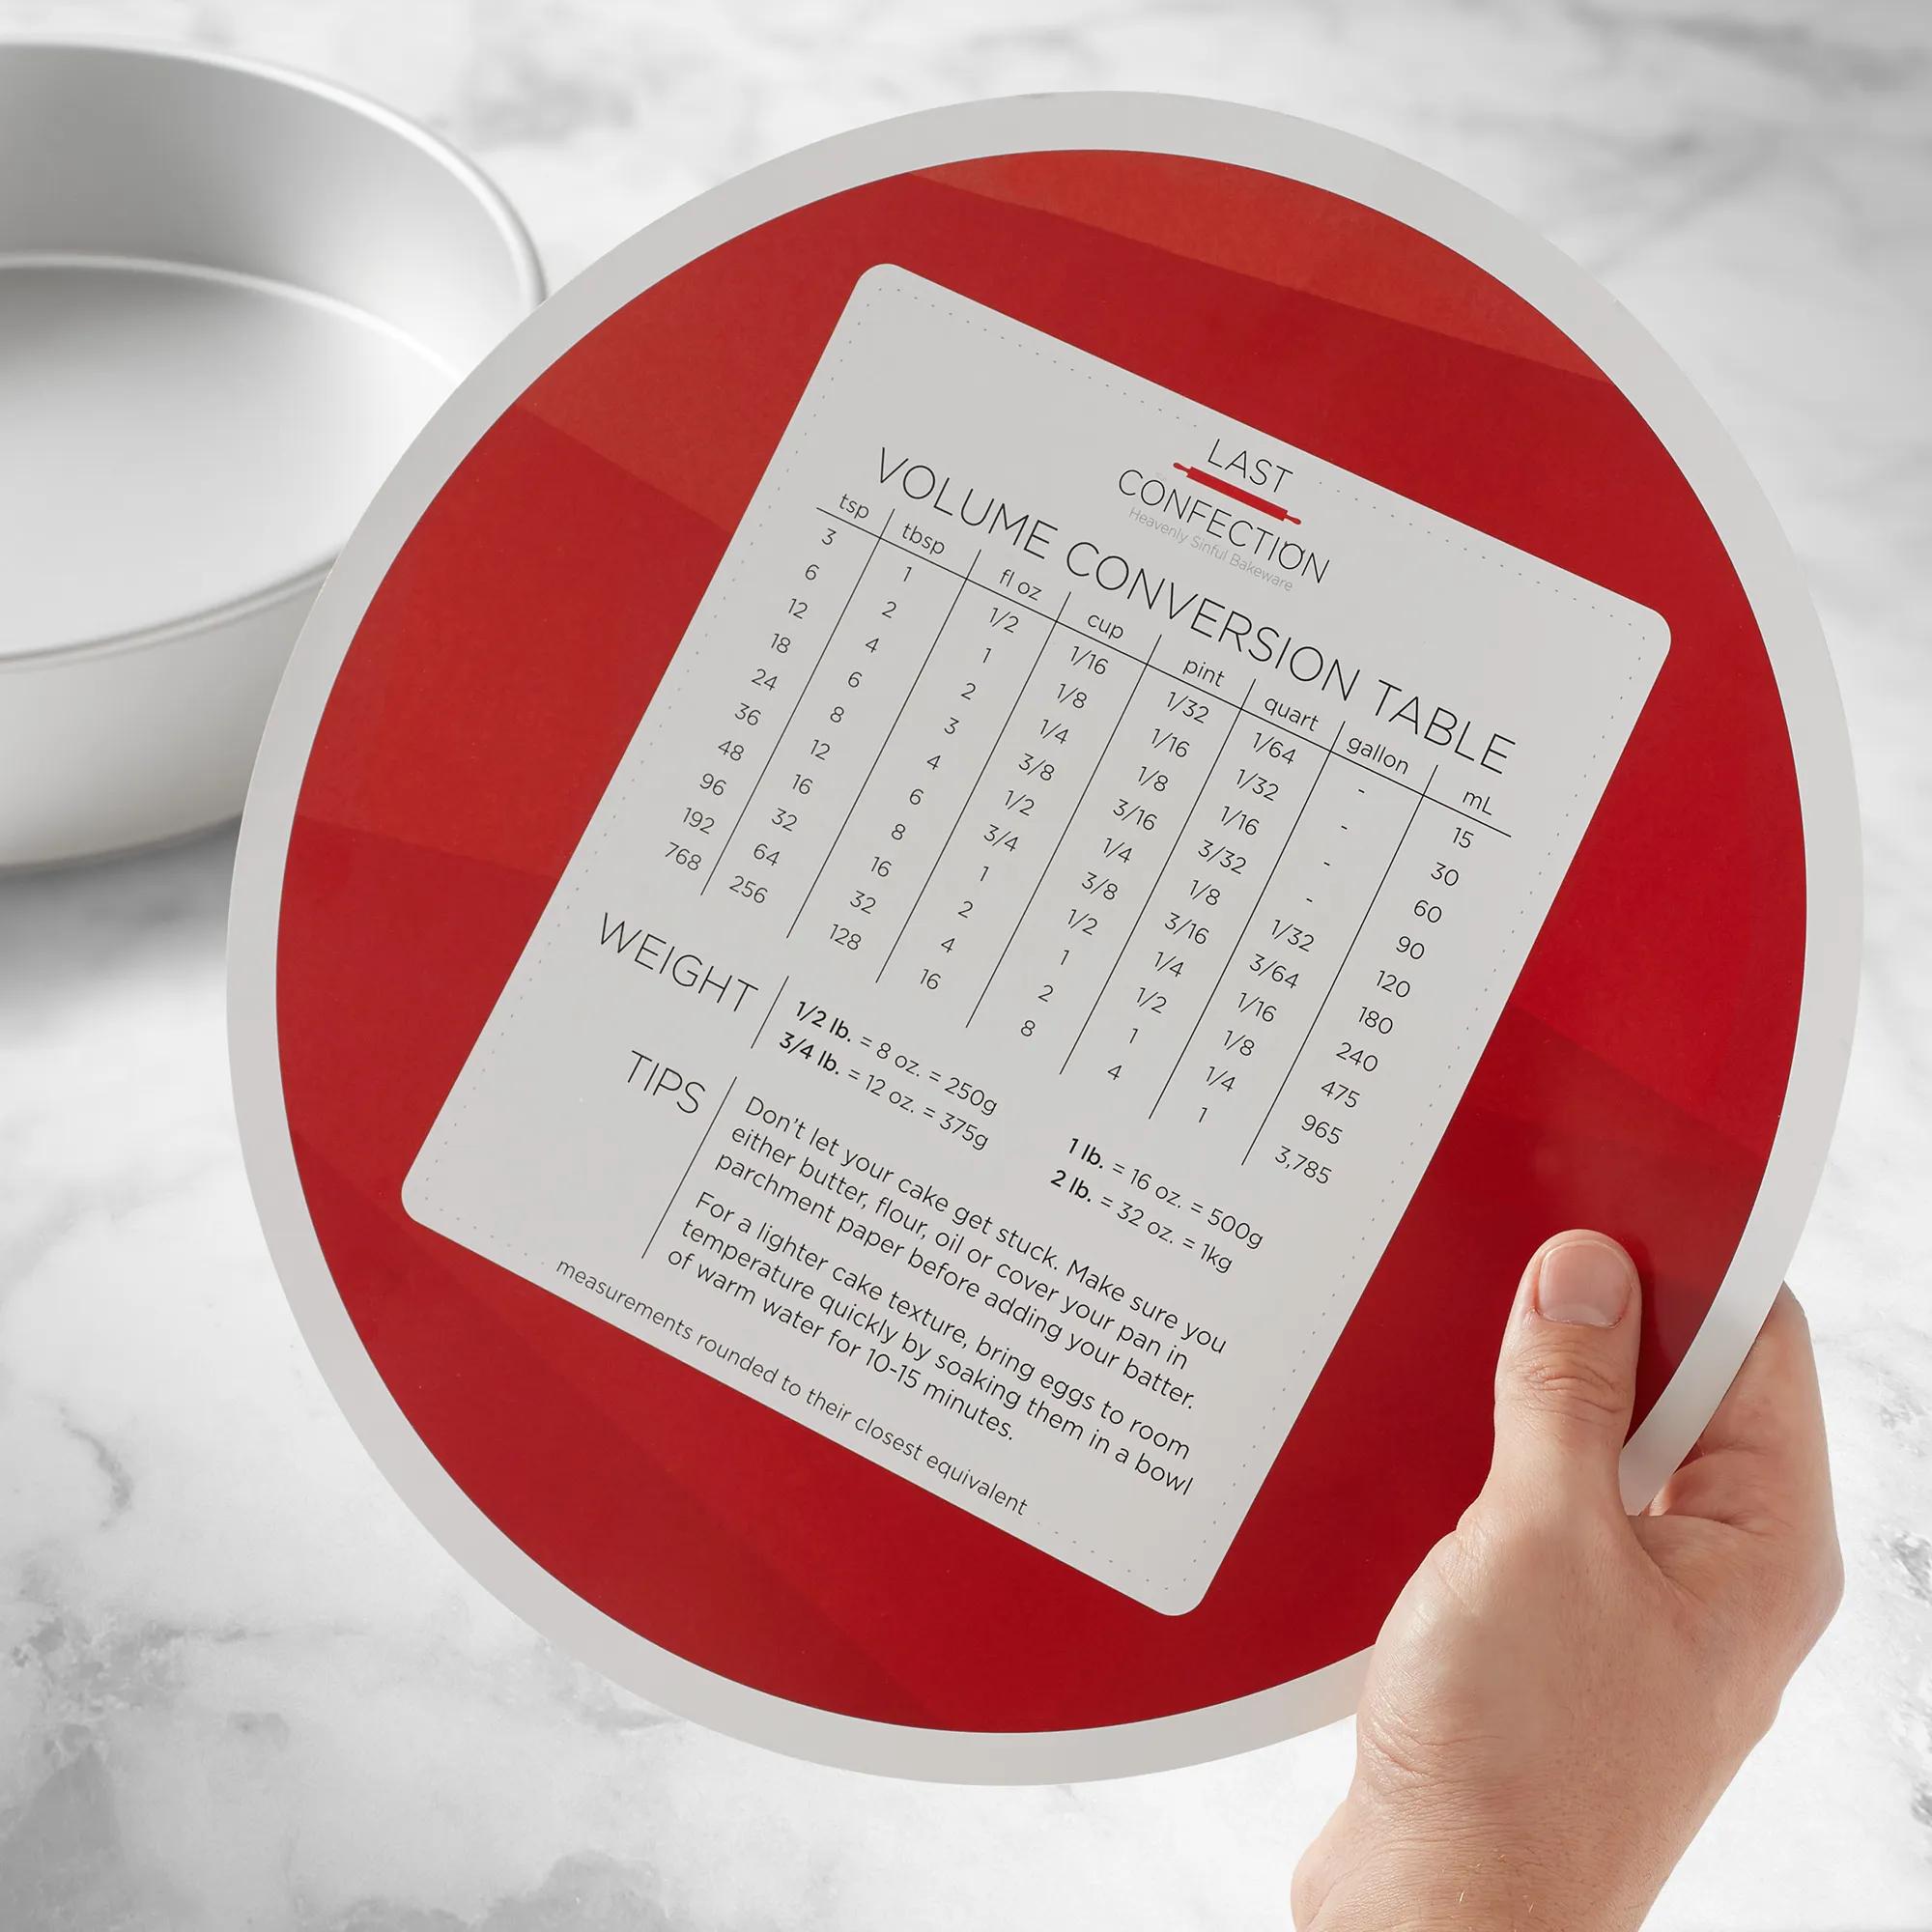 LAST
CONFECTION
Heavenly Sinful Bakeware
VOLUME CONVERSION TABLE
tsp tbsp fl oz cup pint quart gallon mL
3 1 1/2 1/16 1/32 1/64 - 15
6 2 1 1/8 1/16 1/32 - 30
12 4 2 1/4 1/8 1/16 - 60
18 6 3 3/8 3/16 3/32 - 90
24 8 4 1/2 1/4 1/8 1/32 120
36 12 6 3/4 3/8 3/16 3/64 180
48 16 8 1 1/2 1/4 1/16 240
96 32 16 2 1 1/2 1/8 475
192 64 32 4 2 1 1/4 965
768 256 128 16 8 4 1 3,785
WEIGHT
1/2 lb. = 8 oz. = 250g
3/4 lb. = 12 oz. = 375g
1 lb. = 16 oz. = 500g
2 lb. = 32 oz. = 1kg
TIPS
Don't let your cake get stuck. Make sure you
either butter, flour, oil or cover your pan in
parchment paper before adding your batter.
For a lighter cake texture, bring eggs to room
temperature quickly by soaking them in a bowl
of warm water for 10-15 minutes.
measurements rounded to their closest equivalent